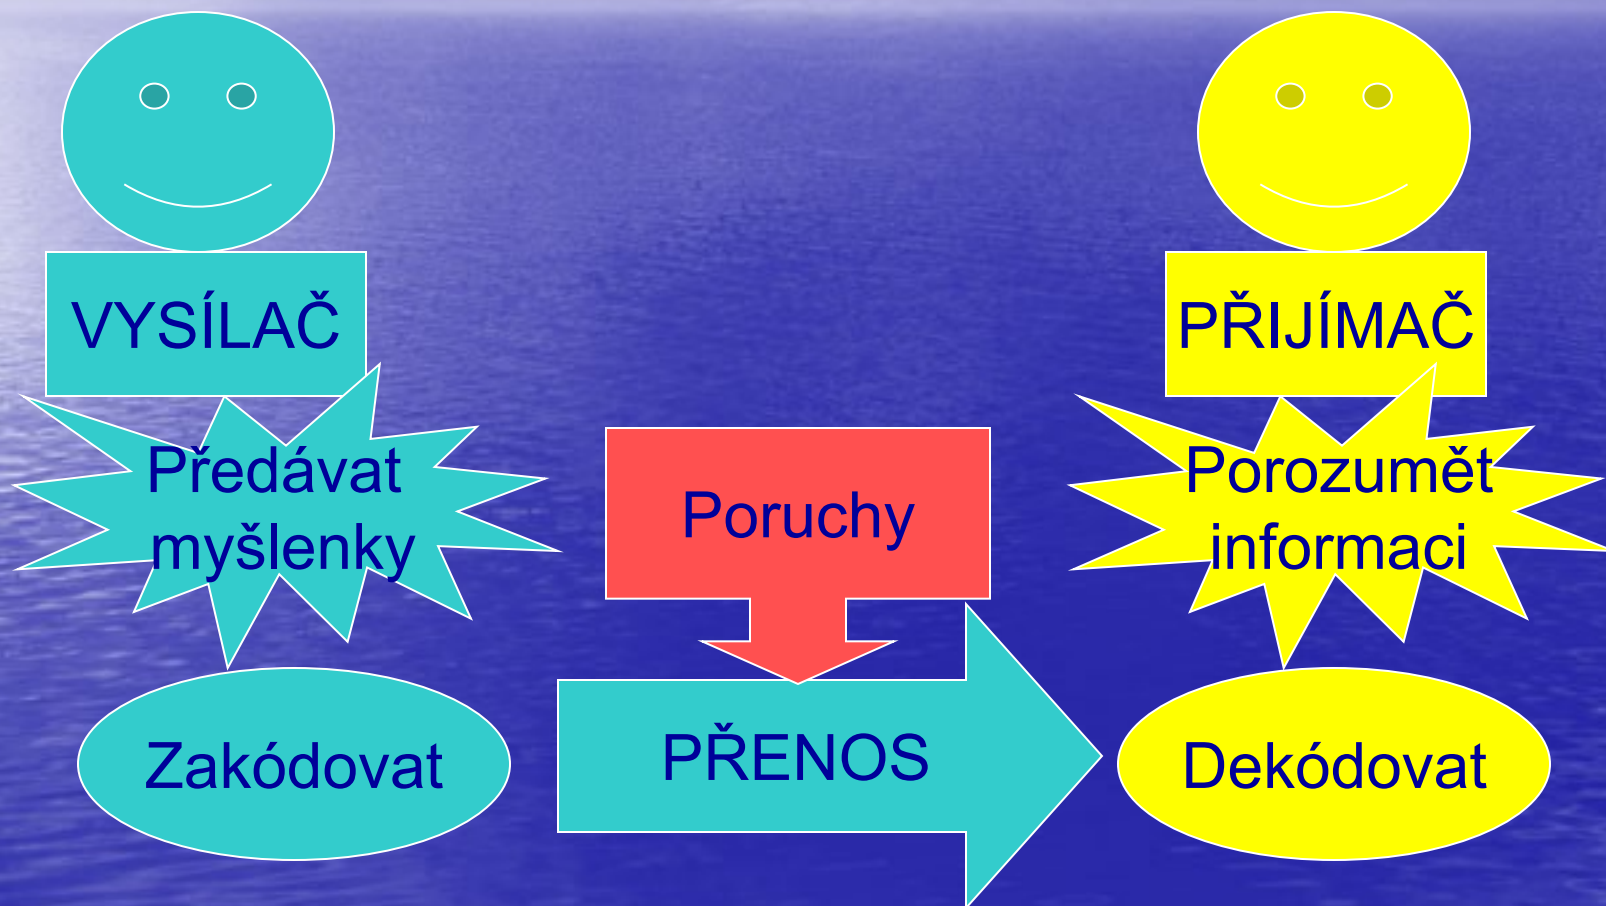 VYSÍLAČ
Předávat
myšlenky
Zakódovat
Poruchy
PŘENOS
PŘIJÍMAČ
Porozumět
informaci
Dekódovat